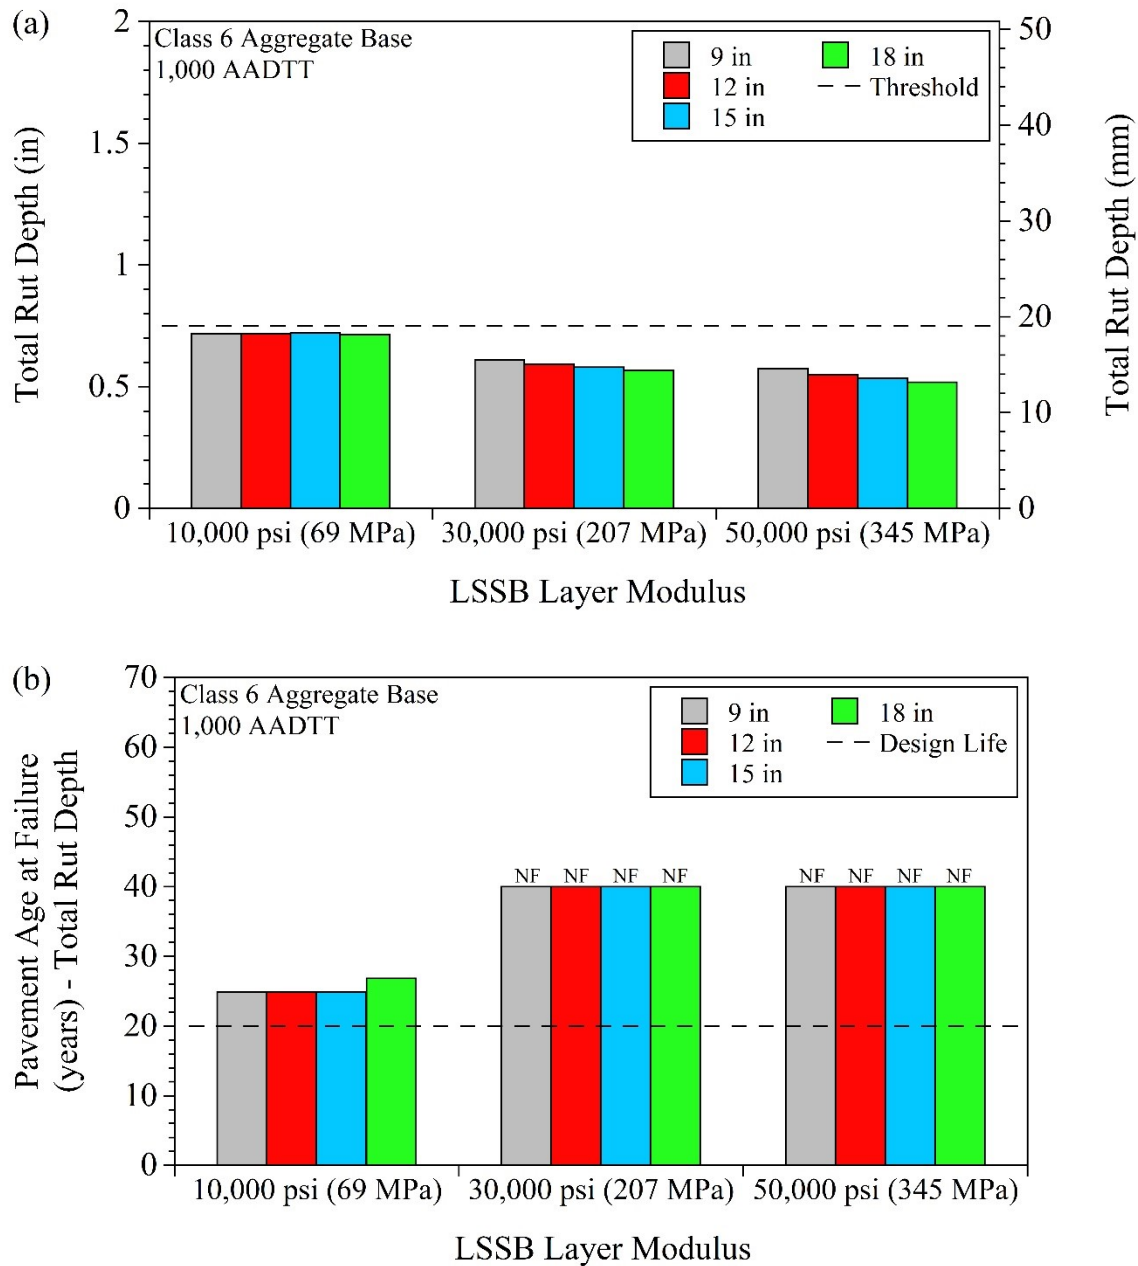 (a)
Class 6 Aggregate Base
1,000 AADTT
9 in
12 in
15 in
18 in
Threshold
Total Rut Depth (in)
2
1.5
1
0.5
0
Total Rut Depth (mm)
50
40
30
20
10
0
10,000 psi (69 MPa)
30,000 psi (207 MPa)
50,000 psi (345 MPa)
LSSB Layer Modulus
(b)
Class 6 Aggregate Base
1,000 AADTT
9 in
12 in
15 in
18 in
Design Life
Pavement Age at Failure
(years) - Total Rut Depth
70
60
50
40
30
20
10
0
NF NF NF NF
NF NF NF NF
10,000 psi (69 MPa)
30,000 psi (207 MPa)
50,000 psi (345 MPa)
LSSB Layer Modulus